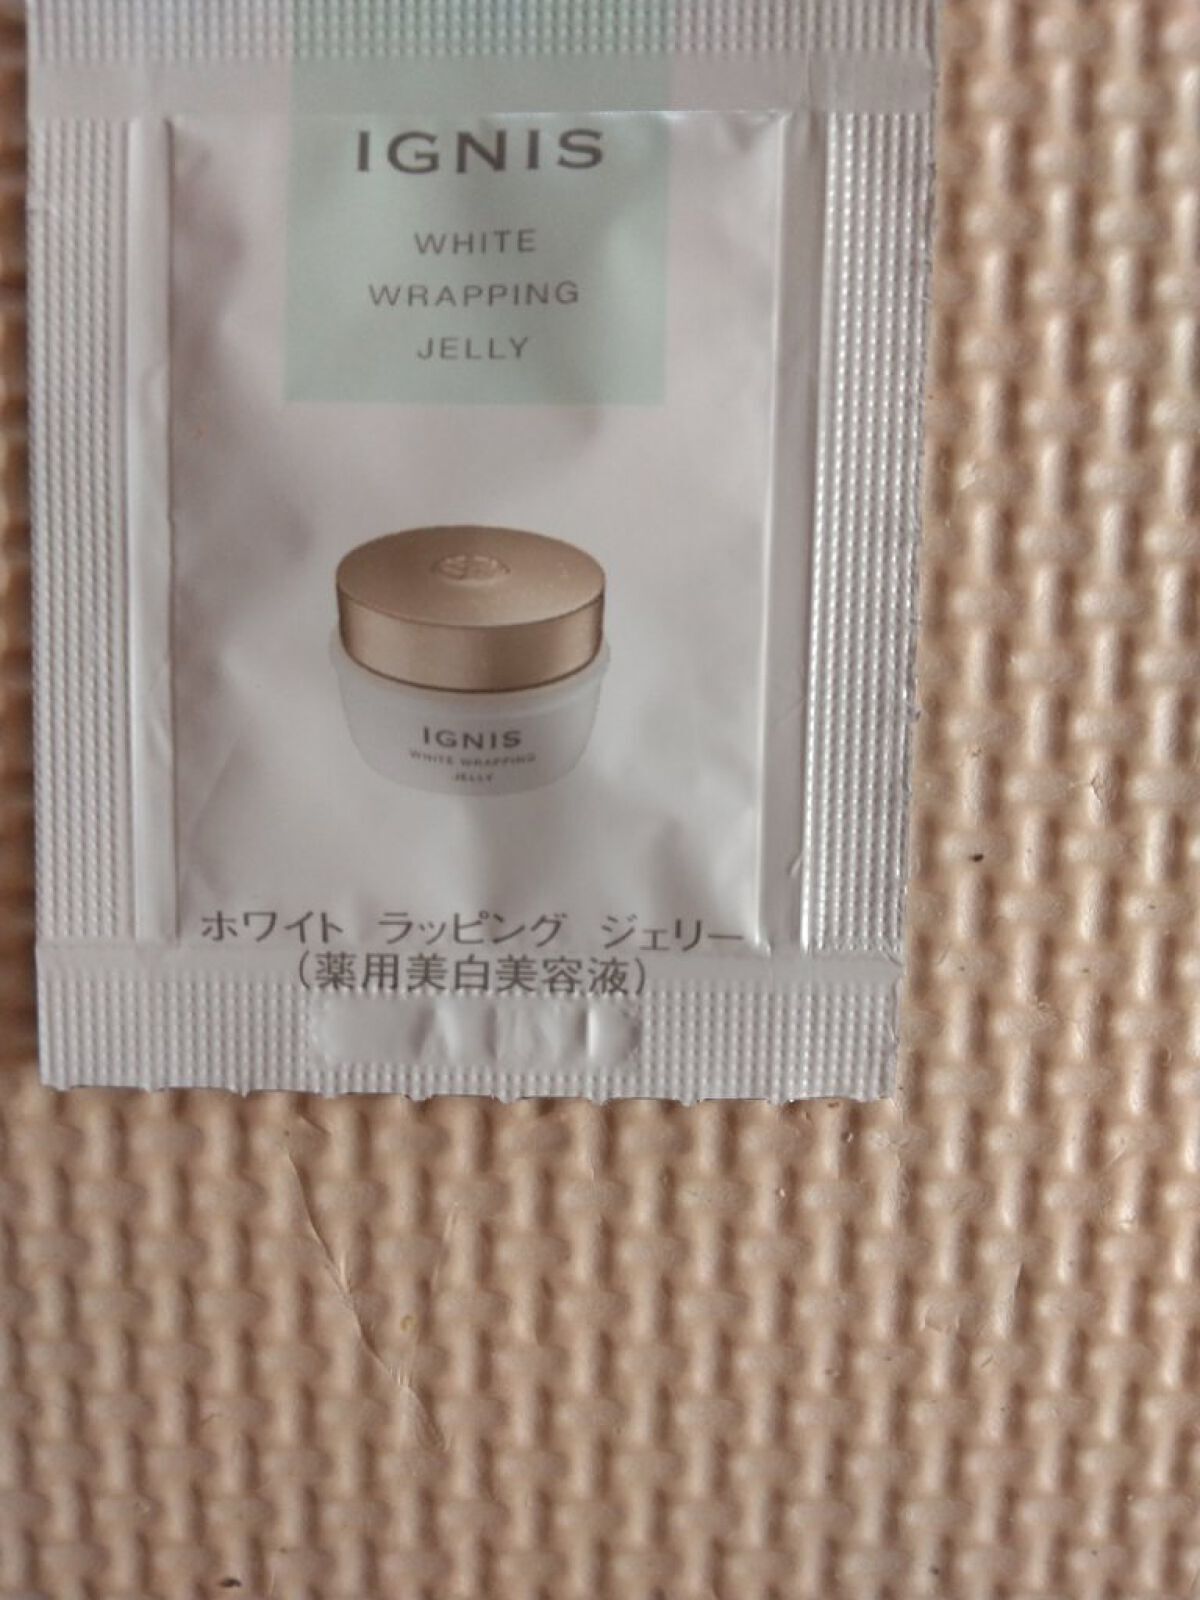 IGNIS
WHITE
WRAPPING
JELLY
IGNIS
WHITE WRAPPING
JELLY
ホワイト ラッピング ジェリー
（薬用美白美容液）